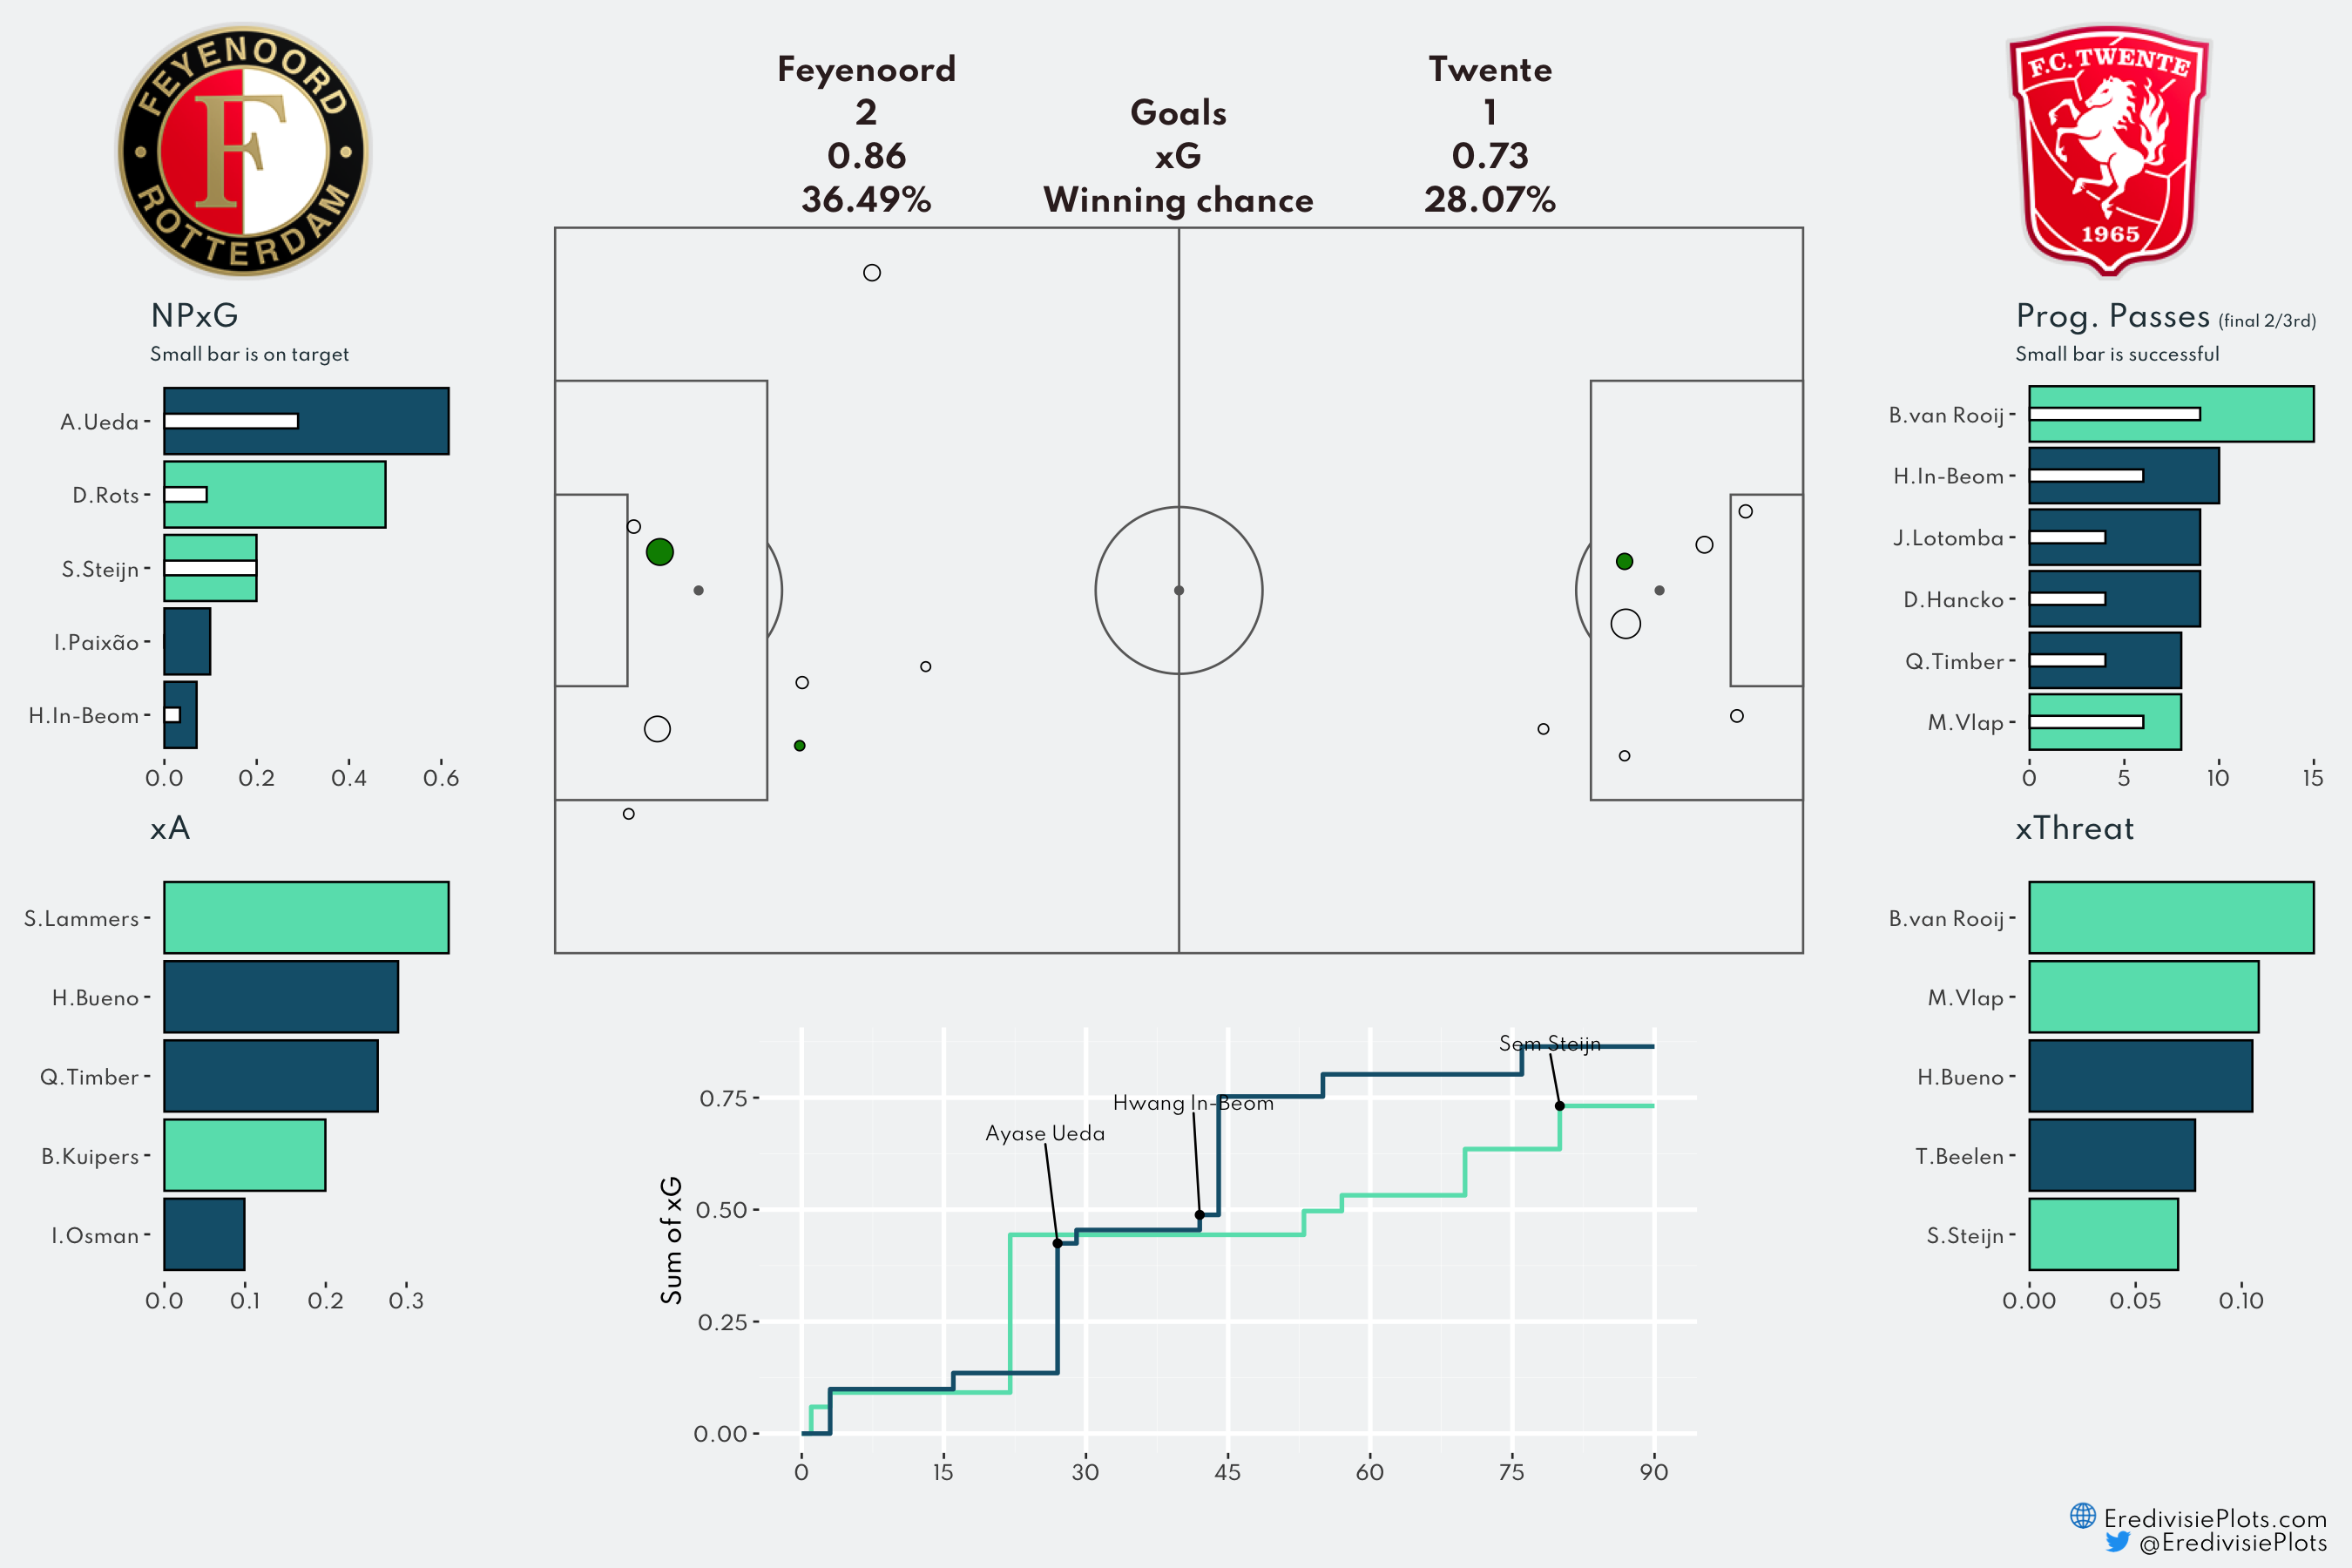 FEYENOORD
ROTTERDAM
F
Feyenoord Twente
2 Goals 1
0.86 xG 0.73
36.49% Winning chance 28.07%
F.C. TWENTE
1965
NPxG
Small bar is on target
A.Ueda
D.Rots
S.Steijn
I.Paixão
H.In-Beom
0.0 0.2 0.4 0.6
xA
S.Lammers
H.Bueno
Q.Timber
B.Kuipers
I.Osman
0.0 0.1 0.2 0.3
Sum of xG
0.75
0.50
0.25
0.00
Ayase Ueda
Hwang In-Beom
Sem Steijn
0 15 30 45 60 75 90
Prog. Passes (final 2/3rd)
Small bar is successful
B.van Rooij
H.In-Beom
J.Lotomba
D.Hancko
Q.Timber
M.Vlap
0 5 10 15
xThreat
B.van Rooij
M.Vlap
H.Bueno
T.Beelen
S.Steijn
0.00 0.05 0.10
EredivisiePlots.com
@EredivisiePlots